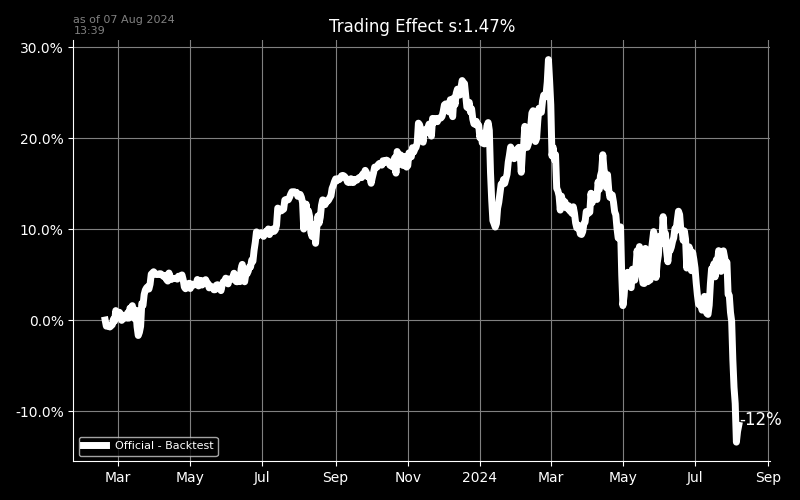 as of 07 Aug 2024
13:39
Trading Effect s:1.47%
30.0%
20.0%
10.0%
0.0%
-10.0%
-12%
Official - Backtest
Mar May Jul Sep Nov 2024 Mar May Jul Sep